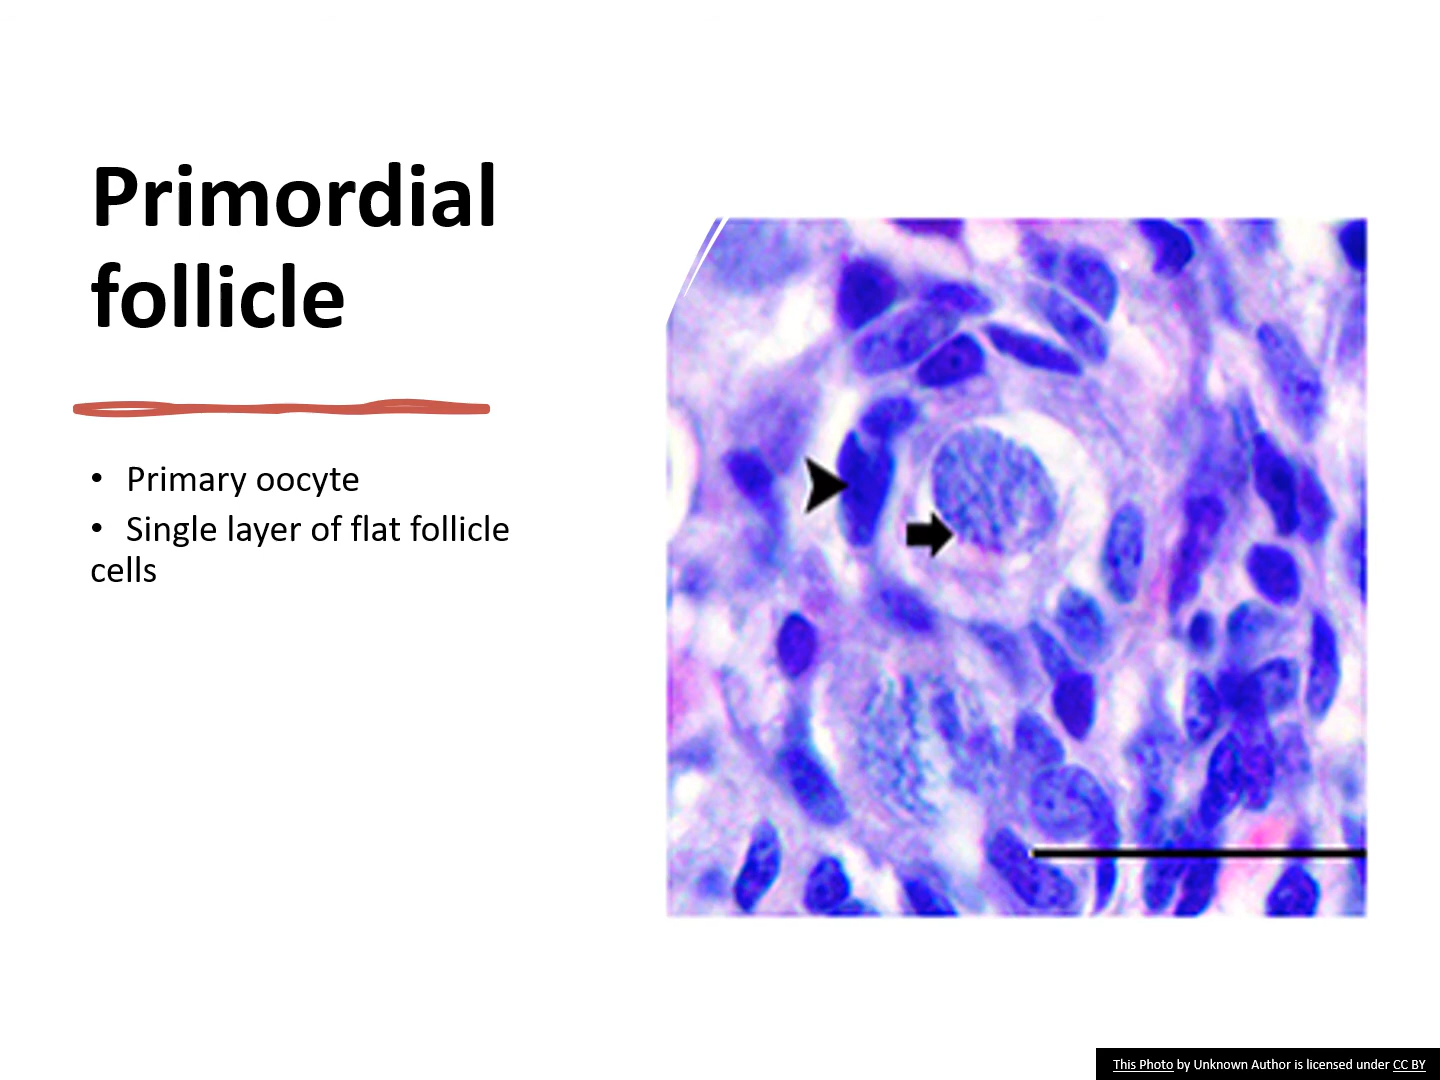 Primordial
follicle
• Primary oocyte
• Single layer of flat follicle
cells
This Photo by Unknown Author is licensed under CC BY